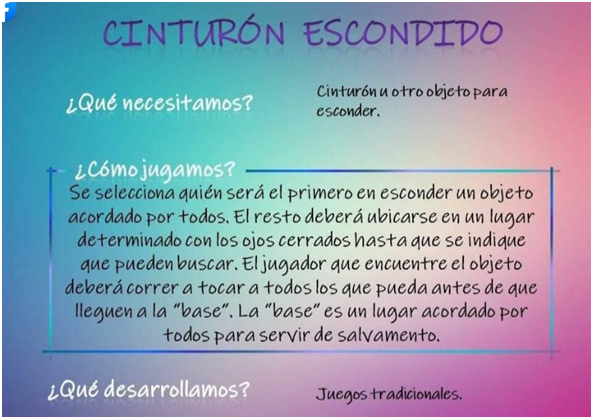 CINTURÓN ESCONDIDO
¿Qué necesitamos?
Cinturón u otro objeto para
esconder.
¿Cómo jugamos?
Se selecciona quién será el primero en esconder un objeto
acordado por todos. El resto deberá ubicarse en un lugar
determinado con los ojos cerrados hasta que se indique
que pueden buscar. El jugador que encuentre el objeto
deberá correr a tocar a todos los que pueda antes de que
lleguen a la "base". La "base" es un lugar acordado por
todos para servir de salvamento.
¿Qué desarrollamos?
Juegos tradicionales.